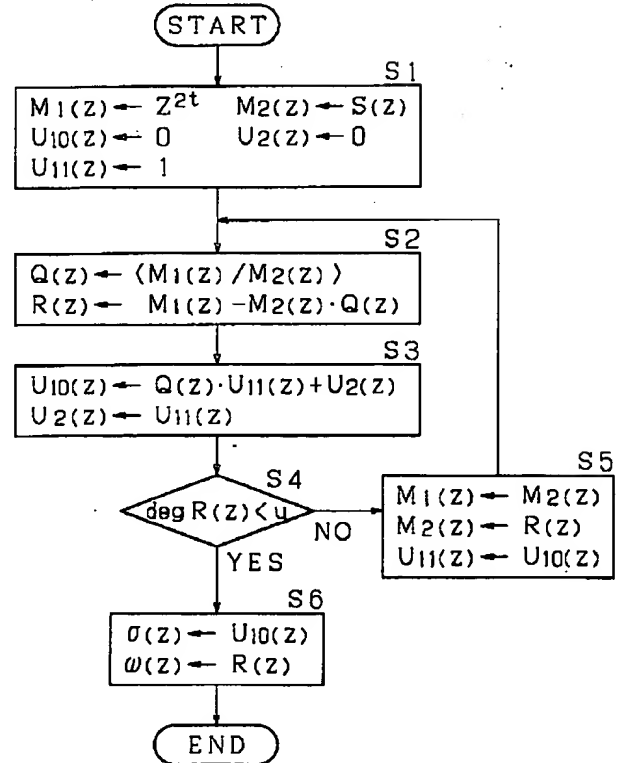 START
S1
M1(Z) ← Z^2t M2(Z) ← S(Z)
U10(Z) ← 0 U2(Z) ← 0
U11(Z) ← 1
S2
Q(Z) ← ⟨M1(Z) / M2(Z)⟩
R(Z) ← M1(Z) – M2(Z)·Q(Z)
S3
U10(Z) ← Q(Z)·U11(Z) + U2(Z)
U2(Z) ← U11(Z)
S4
deg R(Z) < u
NO
YES
S5
M1(Z) ← M2(Z)
M2(Z) ← R(Z)
U11(Z) ← U10(Z)
S6
σ(Z) ← U10(Z)
ω(Z) ← R(Z)
END